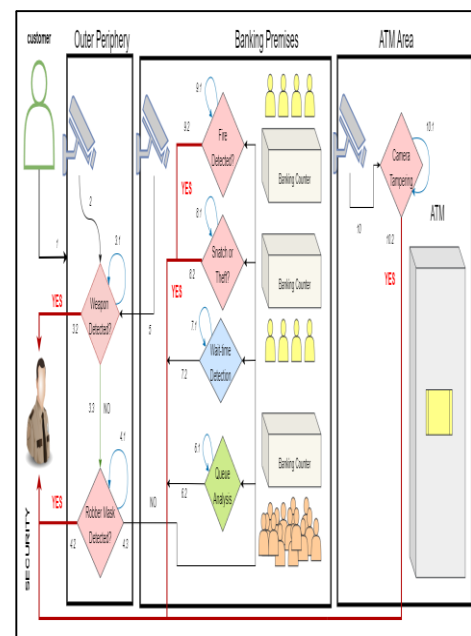 customer
Outer Periphery
Banking Premises
ATM Area
1
2
3.1
Weapon
Detected?
YES
3.2
3.3
NO
4.1
Robber Mask
Detected?
YES
4.2
4.3
NO
SECURITY
5
9.1
9.2
Fire
Detected?
YES
Banking Counter
8.1
Snatch or
Theft?
8.2
YES
Banking Counter
7.1
Wait-time
Detection
7.2
6.1
Queue
Analysis
6.2
Banking Counter
10
10.1
Camera
Tampering
10.2
YES
ATM